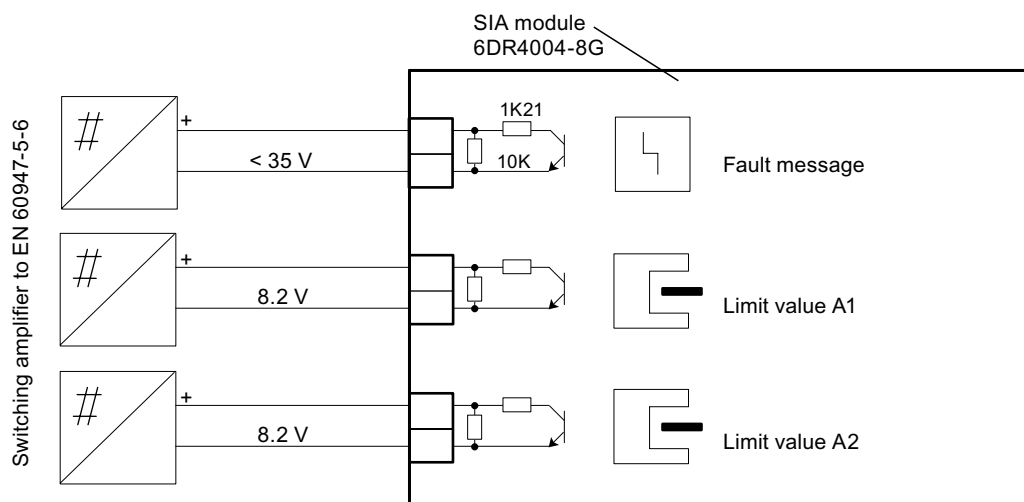 SIA module
6DR4004-8G
Switching amplifier to EN 60947-5-6
#
+
< 35 V
1K21
10K
Fault message
#
+
8.2 V
Limit value A1
#
+
8.2 V
Limit value A2